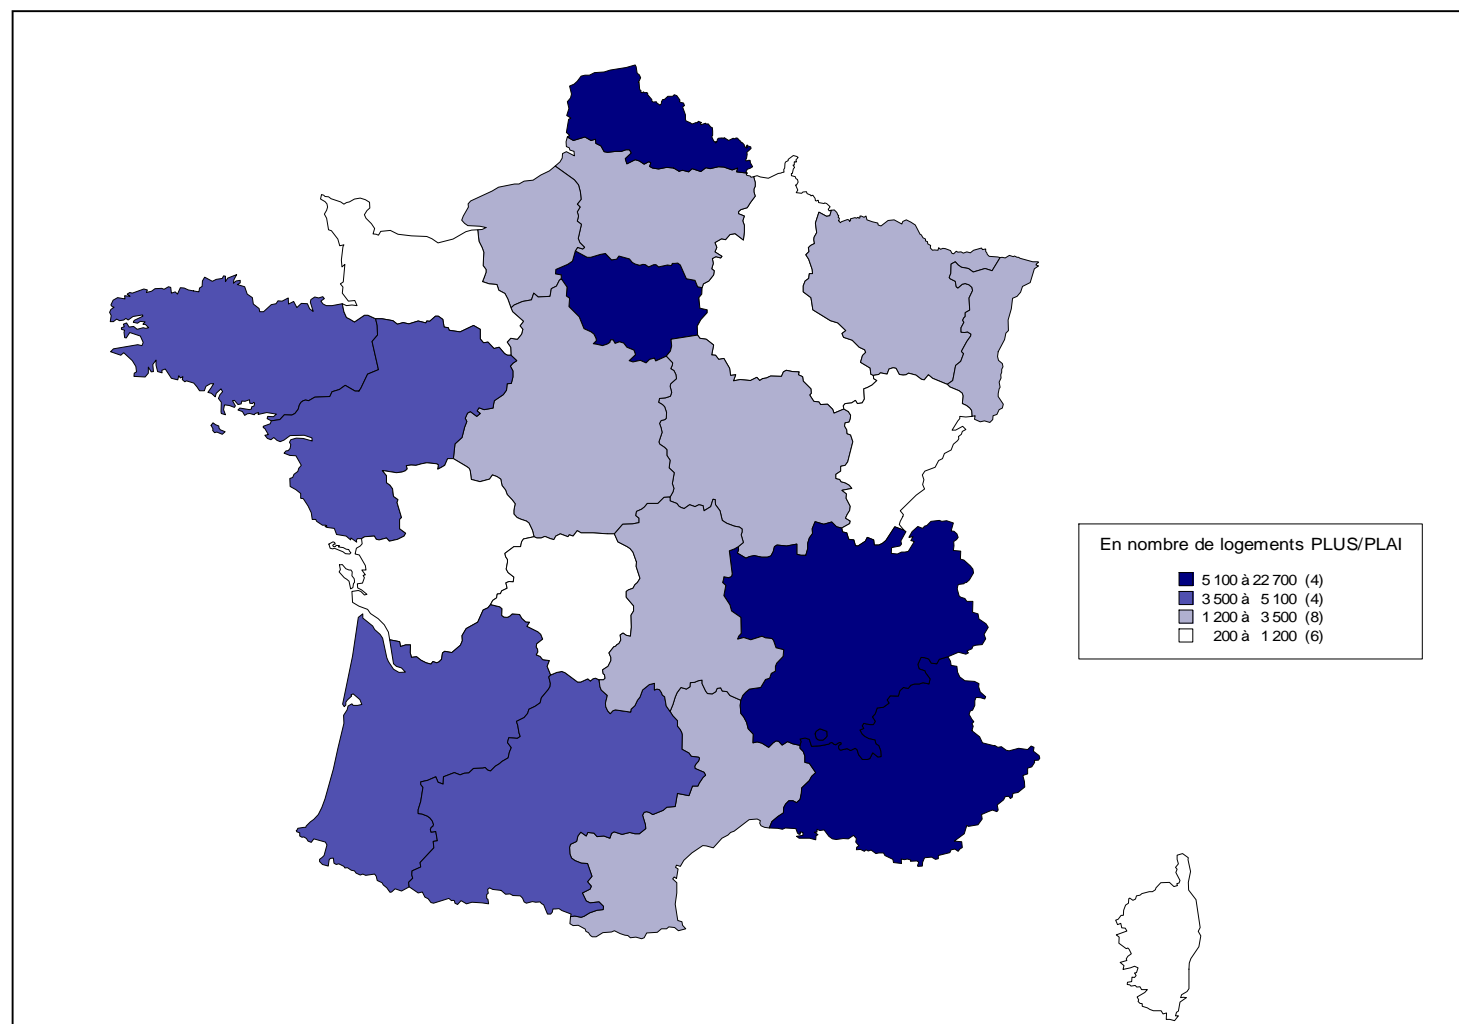 En nombre de logements PLUS/PLAI
5 100 à 22 700 (4)
3 500 à 5 100 (4)
1 200 à 3 500 (8)
200 à 1 200 (6)